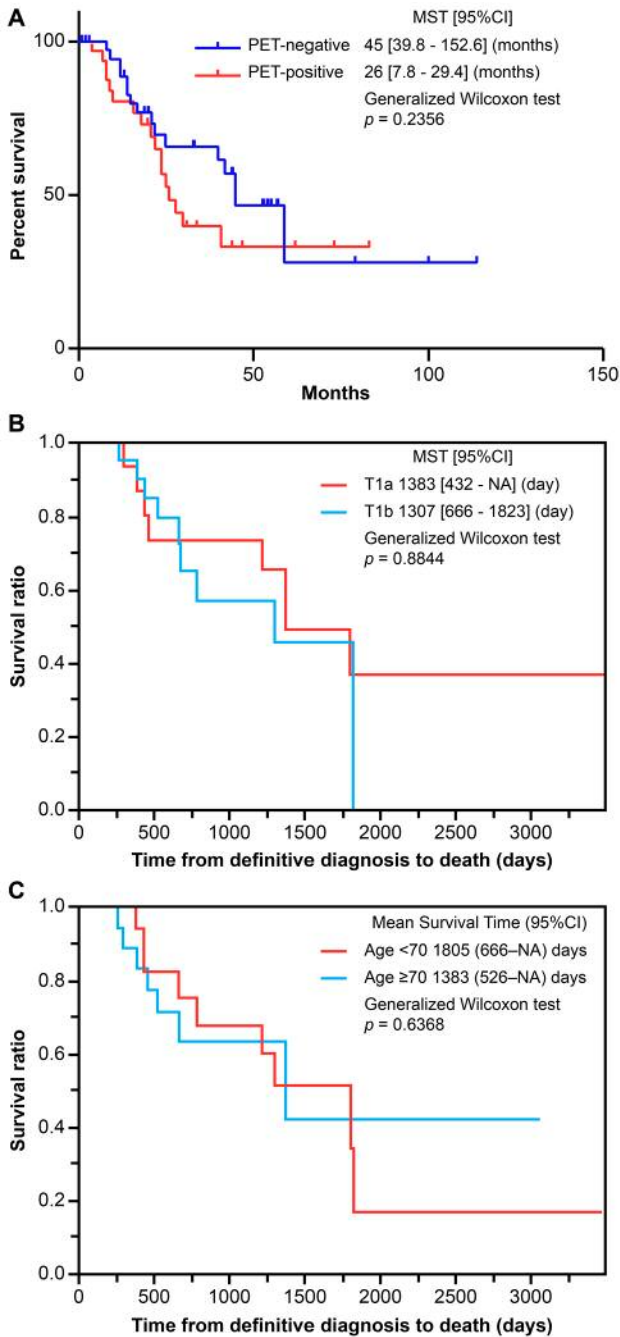 A
MST [95%CI]
PET-negative 45 [39.8 - 152.6] (months)
PET-positive 26 [7.8 - 29.4] (months)
Generalized Wilcoxon test
p = 0.2356
Percent survival
100
50
0
0 50 100 150
Months
B
MST [95%CI]
T1a 1383 [432 - NA] (day)
T1b 1307 [666 - 1823] (day)
Generalized Wilcoxon test
p = 0.8844
Survival ratio
1.0
0.8
0.6
0.4
0.2
0.0
0 500 1000 1500 2000 2500 3000
Time from definitive diagnosis to death (days)
C
Mean Survival Time (95%CI)
Age <70 1805 (666–NA) days
Age ≥70 1383 (526–NA) days
Generalized Wilcoxon test
p = 0.6368
Survival ratio
1.0
0.8
0.6
0.4
0.2
0.0
0 500 1000 1500 2000 2500 3000
Time from definitive diagnosis to death (days)